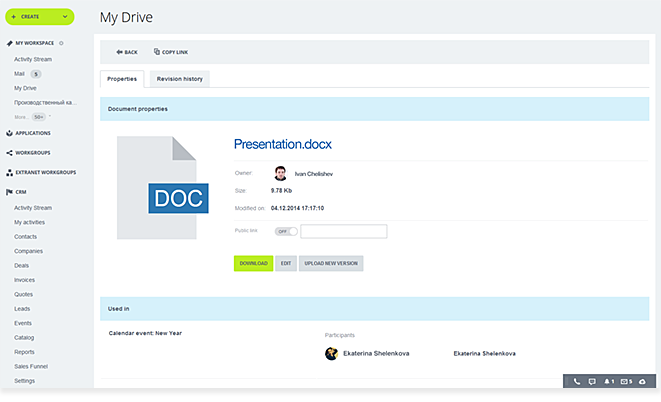 CREATE
My Drive
MY WORKSPACE
Activity Stream
Mail 5
My Drive
Производственный ка...
More... 50+
APPLICATIONS
WORKGROUPS
EXTRANET WORKGROUPS
CRM
Activity Stream
My activities
Contacts
Companies
Deals
Invoices
Quotes
Leads
Events
Catalog
Reports
Sales Funnel
Settings
BACK COPY LINK
Properties Revision history
Document properties
DOC
Presentation.docx
Owner: Ivan Chelishev
Size: 9.78 Kb
Modified on: 04.12.2014 17:17:10
Public link OFF
DOWNLOAD EDIT UPLOAD NEW VERSION
Used in
Calendar event: New Year
Participants
Ekaterina Shelenkova Ekaterina Shelenkova
1 5